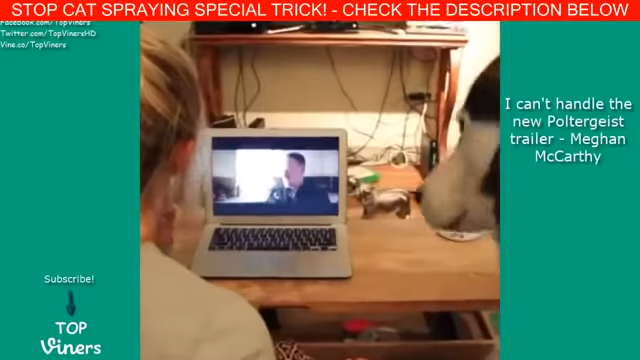 STOP CAT SPRAYING SPECIAL TRICK! - CHECK THE DESCRIPTION BELOW
Facebook.com/TopViners
Twitter.com/TopVinersHD
Vine.co/TopViners
I can't handle the
new Poltergeist
trailer - Meghan
McCarthy
Subscribe!
TOP
Viners